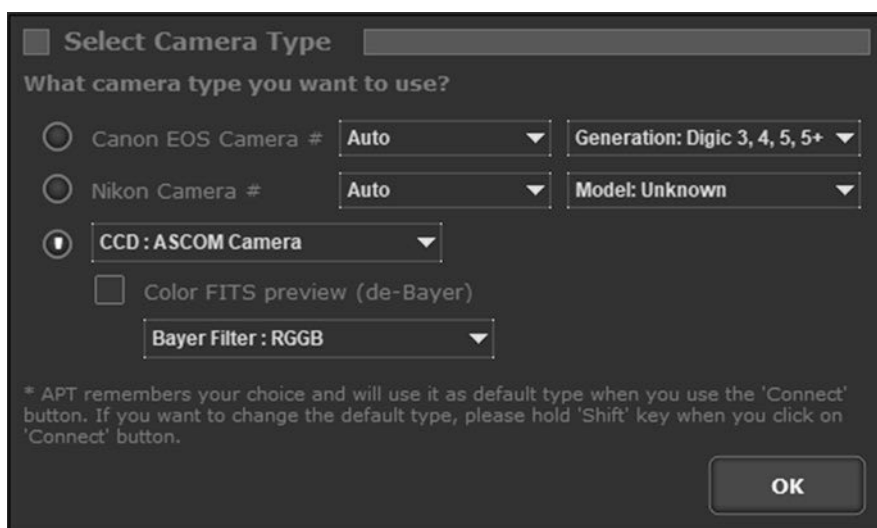 Select Camera Type
What camera type you want to use?
Canon EOS Camera # Auto Generation: Digic 3, 4, 5, 5+
Nikon Camera # Auto Model: Unknown
CCD : ASCOM Camera
Color FITS preview (de-Bayer)
Bayer Filter : RGGB
* APT remembers your choice and will use it as default type when you use the 'Connect'
button. If you want to change the default type, please hold 'Shift' key when you click on
'Connect' button.
OK